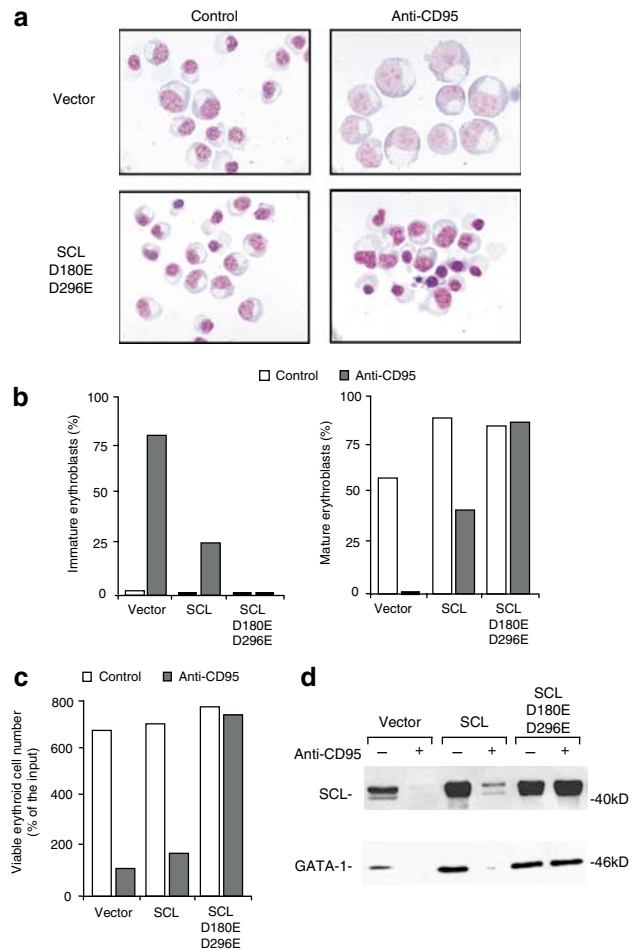 a
Control Anti-CD95
Vector
SCL
D180E
D296E
b
Control Anti-CD95
Immature erythroblasts (%)
100
75
50
25
0
Vector SCL SCL
D180E
D296E
Mature erythroblasts (%)
100
75
50
25
0
Vector SCL SCL
D180E
D296E
c
Control Anti-CD95
Viable erythroid cell number
(% of the input)
800
600
400
200
0
Vector SCL SCL
D180E
D296E
d
Vector SCL SCL
D180E
D296E
Anti-CD95 – + – + – +
SCL- -40kD
GATA-1- -46kD